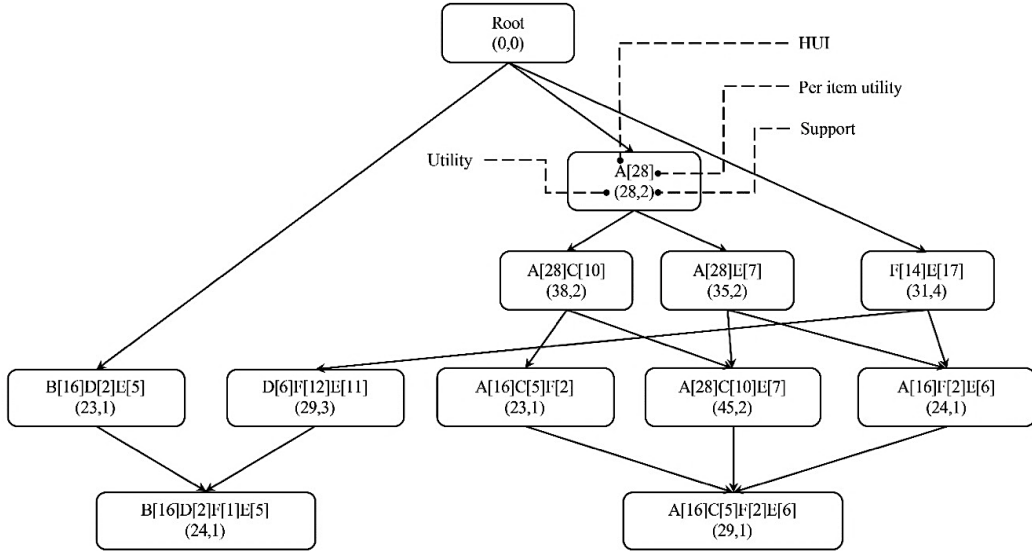 Root
(0,0)
HUI
Per item utility
Support
Utility
A[28]
(28,2)
A[28]C[10]
(38,2)
A[28]E[7]
(35,2)
F[14]E[17]
(31,4)
B[16]D[2]E[5]
(23,1)
D[6]F[12]E[11]
(29,3)
A[16]C[5]F[2]
(23,1)
A[28]C[10]E[7]
(45,2)
A[16]F[2]E[6]
(24,1)
B[16]D[2]F[1]E[5]
(24,1)
A[16]C[5]F[2]E[6]
(29,1)